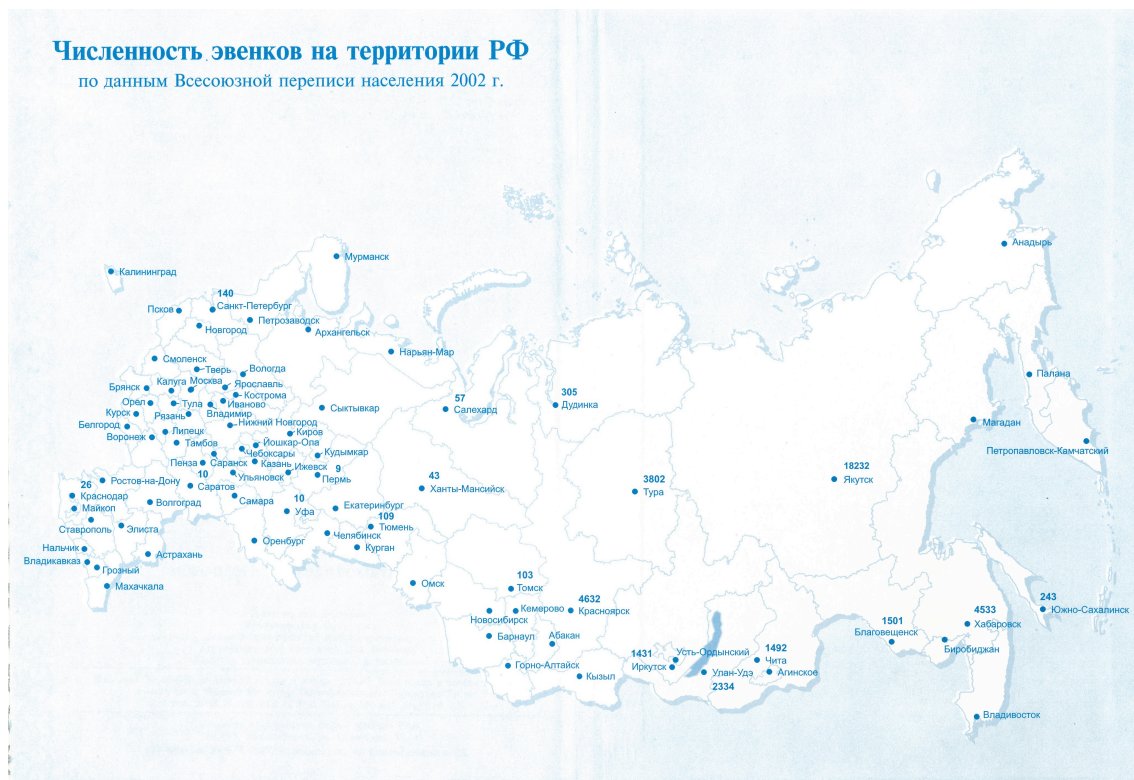 Численность эвенков на территории РФ
по данным Всесоюзной переписи населения 2002 г.
Анадырь
Мурманск
Калининград
140
Санкт-Петербург
Псков
Петрозаводск
Новгород
Архангельск
Нарьян-Мар
Смоленск
Тверь
Вологда
Палана
Калуга
Москва
Брянск
Ярославль
Кострома
57
305
Орел
Тула
Иваново
Салехард
Дудинка
Курск
Рязань
Владимир
Сыктывкар
Белгород
Нижний Новгород
Магадан
Воронеж
Липецк
Киров
Тамбов
Йошкар-Ола
Чебоксары
Кудымкар
Петропавловск-Камчатский
Пенза
Саранск
Казань
Ижевск
9
Пермь
43
Ханты-Мансийск
3802
Тура
18232
Якутск
Ростов-на-Дону
10
Саратов
Ульяновск
26
Краснодар
Майкоп
Волгоград
Самара
10
Уфа
Екатеринбург
109
Тюмень
Ставрополь
Элиста
Челябинск
Оренбург
Курган
Нальчик
Астрахань
Владикавказ
Грозный
Махачкала
Омск
103
Томск
4632
Кемерово
Красноярск
Новосибирск
243
Южно-Сахалинск
4533
Хабаровск
1501
Благовещенск
Биробиджан
Барнаул
Абакан
1431
Усть-Ордынский
Иркутск
1492
Чита
Горно-Алтайск
Кызыл
Улан-Удэ
2334
Агинское
Владивосток